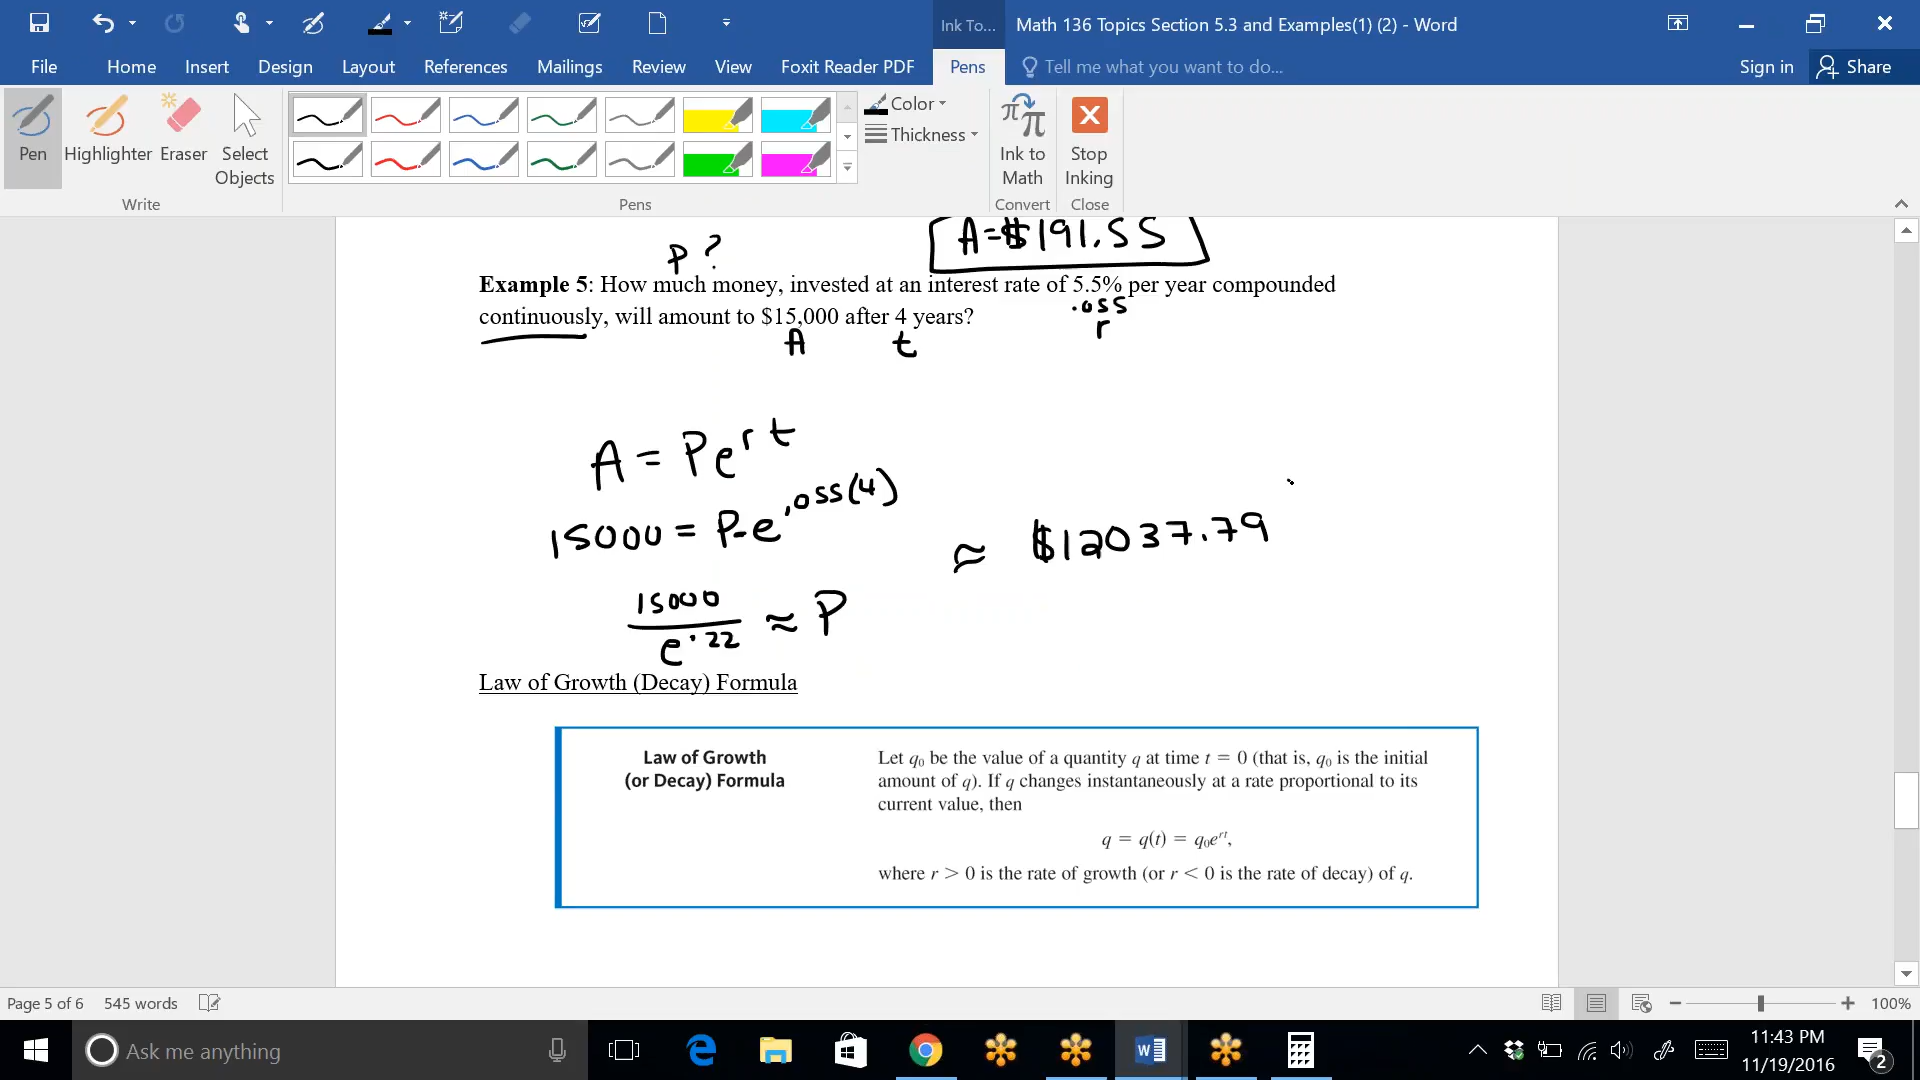 Ink To...
Math 136 Topics Section 5.3 and Examples(1) (2) - Word
File Home Insert Design Layout References Mailings Review View Foxit Reader PDF Pens Tell me what you want to do... Sign in Share
Pen Highlighter Eraser Select Objects
Color
Thickness
Ink to Math
Stop Inking
Write Pens Convert Close
A=$191.55
P ?
Example 5: How much money, invested at an interest rate of 5.5% per year compounded
.055
continuously, will amount to $15,000 after 4 years?
A t r
A = Pe^rt
15000 = P·e^.055(4)
≈ $12037.79
15000/e^.22 ≈ P
Law of Growth (Decay) Formula
Law of Growth
(or Decay) Formula
Let q₀ be the value of a quantity q at time t = 0 (that is, q₀ is the initial
amount of q). If q changes instantaneously at a rate proportional to its
current value, then
q = q(t) = q₀e^rt,
where r > 0 is the rate of growth (or r < 0 is the rate of decay) of q.
Page 5 of 6 545 words 100%
Ask me anything
11:43 PM
11/19/2016
2